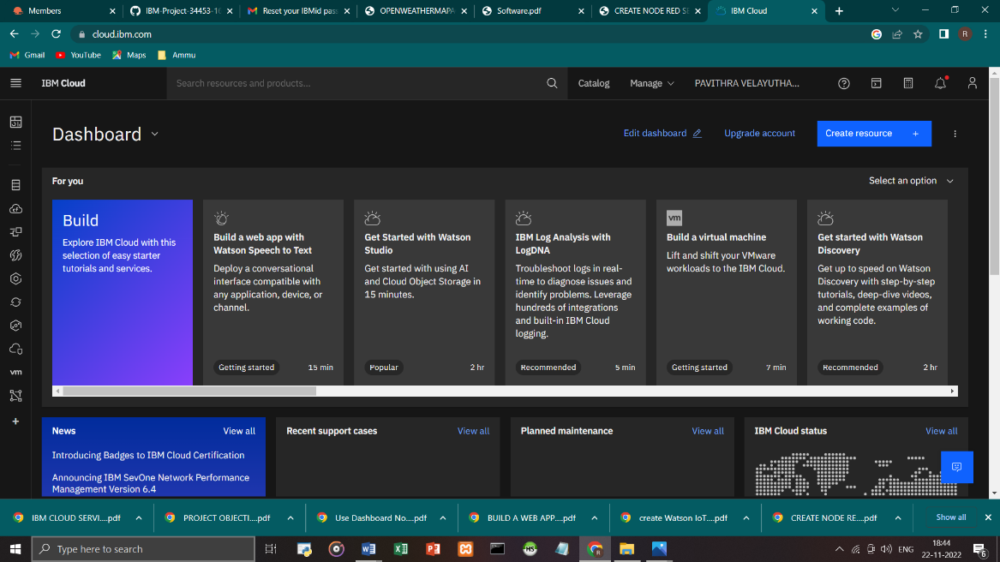 Members
IBM-Project-34453-16
Reset your IBMid pas
OPENWEATHERMAPA
Software.pdf
CREATE NODE RED SE
IBM Cloud
cloud.ibm.com
R
Gmail
YouTube
Maps
Ammu
IBM Cloud
Search resources and products...
Catalog
Manage
PAVITHRA VELAYUTHA...
Dashboard
Edit dashboard
Upgrade account
Create resource +
For you
Select an option
Build
Explore IBM Cloud with this
selection of easy starter
tutorials and services.
Build a web app with
Watson Speech to Text
Deploy a conversational
interface compatible with
any application, device, or
channel.
Getting started
15 min
Get Started with Watson
Studio
Get started with using AI
and Cloud Object Storage in
15 minutes.
Popular
2 hr
IBM Log Analysis with
LogDNA
Troubleshoot logs in real-
time to diagnose issues and
identify problems. Leverage
hundreds of integrations
and built-in IBM Cloud
logging.
Recommended
5 min
vm
Build a virtual machine
Lift and shift your VMware
workloads to the IBM Cloud.
Getting started
7 min
Get started with Watson
Discovery
Get up to speed on Watson
Discovery with step-by-step
tutorials, deep-dive videos,
and complete examples of
working code.
Recommended
2 hr
vm
News
View all
Introducing Badges to IBM Cloud Certification
Announcing IBM SevOne Network Performance
Management Version 6.4
Recent support cases
View all
Planned maintenance
View all
IBM Cloud status
View all
IBM CLOUD SERVI....pdf
PROJECT OBJECTI....pdf
Use Dashboard No....pdf
BUILD A WEB APP....pdf
create Watson IoT....pdf
CREATE NODE RE....pdf
Show all
Type here to search
ENG
18:44
22-11-2022
6